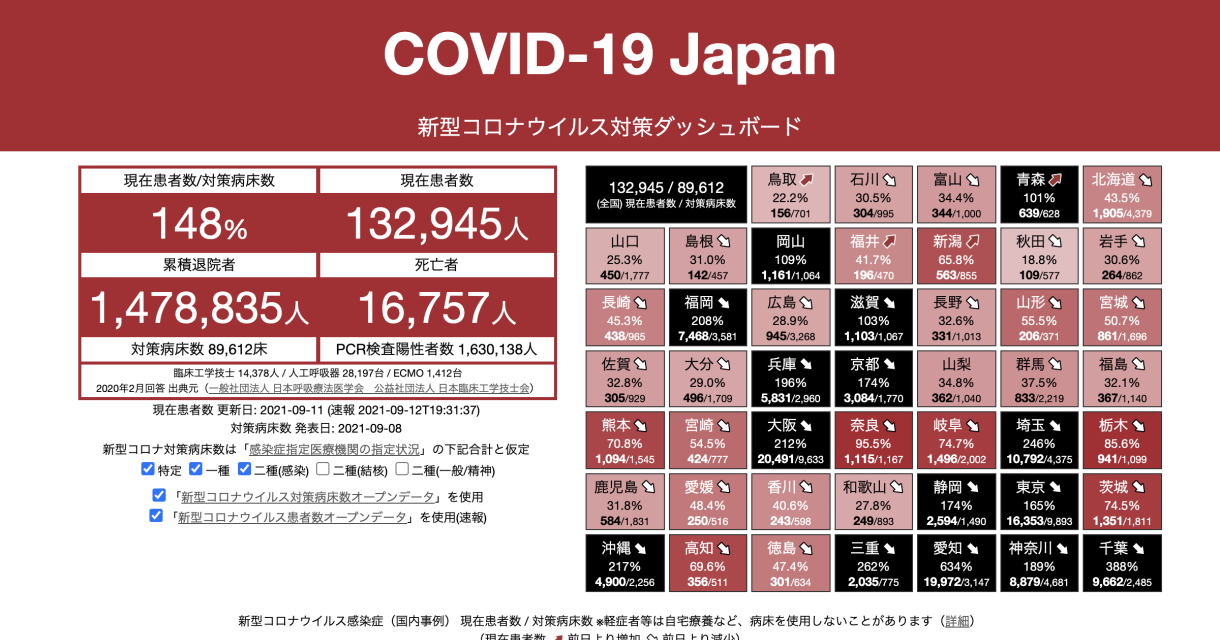 COVID-19 Japan
新型コロナウイルス対策ダッシュボード
現在患者数/対策病床数
現在患者数
148%
132,945人
累積退院者
死亡者
1,478,835人
16,757人
対策病床数 89,612床
PCR検査陽性者数 1,630,138人
臨床工学技士 14,378人 / 人工呼吸器 28,197台 / ECMO 1,412台
2020年2月回答 出典元（一般社団法人 日本呼吸療法医学会　公益社団法人 日本臨床工学技士会）
現在患者数 更新日: 2021-09-11 (速報 2021-09-12T19:31:37)
対策病床数 発表日: 2021-09-08
新型コロナ対策病床数は「感染症指定医療機関の指定状況」の下記合計と仮定
特定 一種 二種(感染) 二種(結核) 二種(一般/精神)
「新型コロナウイルス対策病床数オープンデータ」を使用
「新型コロナウイルス患者数オープンデータ」を使用(速報)
132,945 / 89,612
(全国) 現在患者数 / 対策病床数
鳥取
22.2%
156/701
石川
30.5%
304/995
富山
34.4%
344/1,000
青森
101%
639/628
北海道
43.5%
1,905/4,379
山口
25.3%
450/1,777
島根
31.0%
142/457
岡山
109%
1,161/1,064
福井
41.7%
196/470
新潟
65.8%
563/855
秋田
18.8%
109/577
岩手
30.6%
264/862
長崎
45.3%
438/965
福岡
208%
7,468/3,581
広島
28.9%
945/3,268
滋賀
103%
1,103/1,067
長野
32.6%
331/1,013
山形
55.5%
206/371
宮城
50.7%
861/1,696
佐賀
32.8%
305/929
大分
29.0%
496/1,709
兵庫
196%
5,831/2,960
京都
174%
3,084/1,770
山梨
34.8%
362/1,040
群馬
37.5%
833/2,219
福島
32.1%
367/1,140
熊本
70.8%
1,094/1,545
宮崎
54.5%
424/777
大阪
212%
20,491/9,633
奈良
95.5%
1,115/1,167
岐阜
74.7%
1,496/2,002
埼玉
246%
10,792/4,375
栃木
85.6%
941/1,099
鹿児島
31.8%
584/1,831
愛媛
48.4%
250/516
香川
40.6%
243/598
和歌山
27.8%
249/893
静岡
174%
2,594/1,490
東京
165%
16,353/9,893
茨城
74.5%
1,351/1,811
沖縄
217%
4,900/2,256
高知
69.6%
356/511
徳島
47.4%
301/634
三重
262%
2,035/775
愛知
634%
19,972/3,147
神奈川
189%
8,879/4,681
千葉
388%
9,662/2,485
新型コロナウイルス感染症（国内事例） 現在患者数 / 対策病床数 ※軽症者等は自宅療養など、病床を使用しないことがあります（詳細）
（現在患者数 前日より増加 前日より減少）